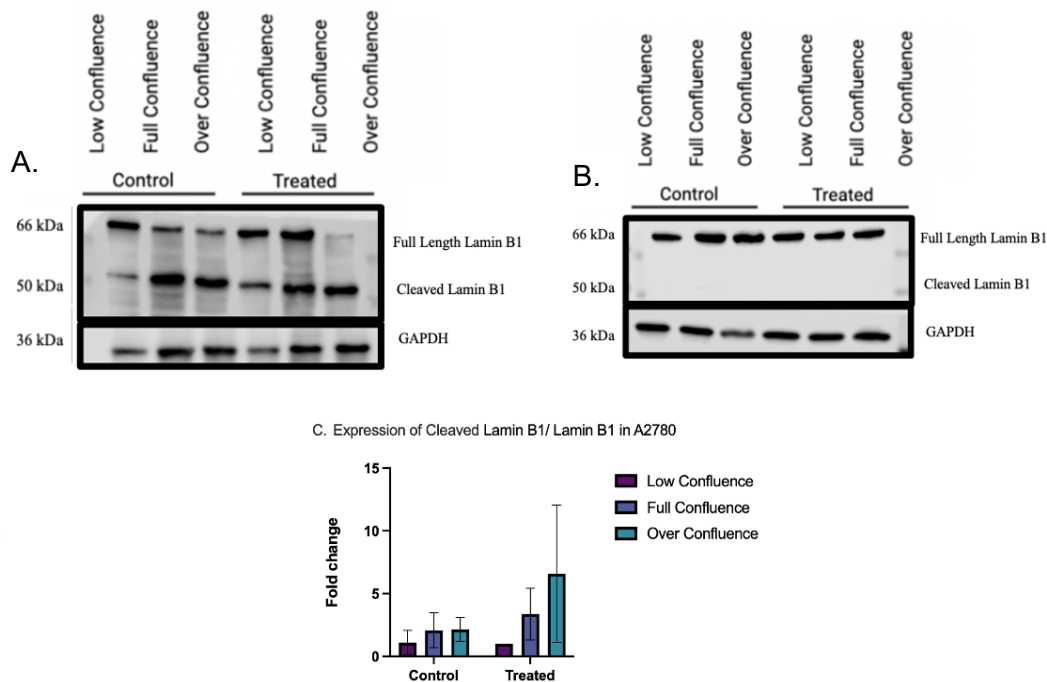 Low Confluence
Full Confluence
Over Confluence
Low Confluence
Full Confluence
Over Confluence
A.
Control
Treated
66 kDa
Full Length Lamin B1
50 kDa
Cleaved Lamin B1
36 kDa
GAPDH
Low Confluence
Full Confluence
Over Confluence
Low Confluence
Full Confluence
Over Confluence
B.
Control
Treated
66 kDa
Full Length Lamin B1
50 kDa
Cleaved Lamin B1
36 kDa
GAPDH
C. Expression of Cleaved Lamin B1/ Lamin B1 in A2780
15
10
5
0
Fold change
Control
Treated
Low Confluence
Full Confluence
Over Confluence